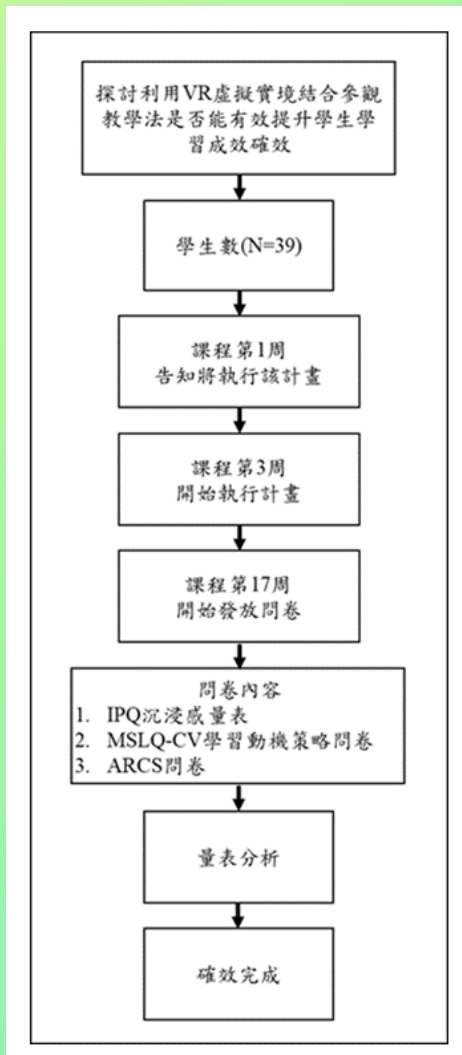 探討利用VR虛擬實境結合參觀
教學法是否能有效提升學生學
習成效確效
學生數(N=39)
課程第1周
告知將執行該計畫
課程第3周
開始執行計畫
課程第17周
開始發放問卷
問卷內容
1. IPQ沉浸感量表
2. MSLQ-CV學習動機策略問卷
3. ARCS問卷
量表分析
確效完成